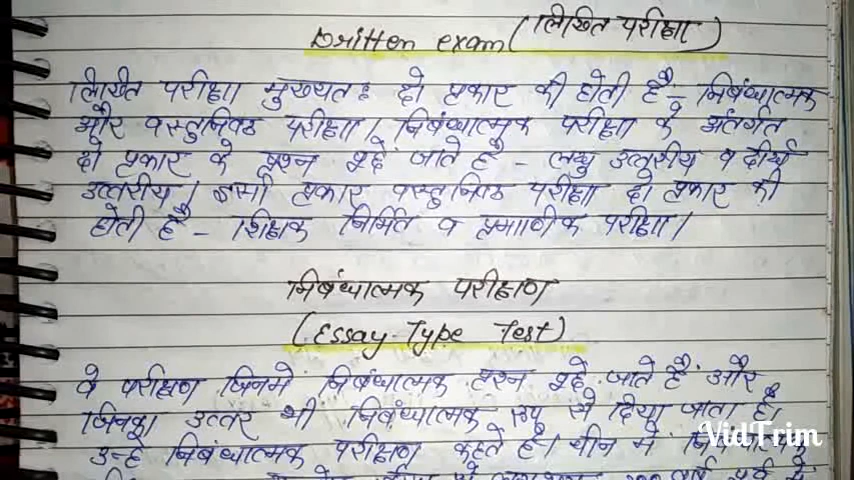 Written exam (लिखित परीक्षा)
लिखित परीक्षा मुख्यतः दो प्रकार की होती है - निबंधात्मक
और वस्तुनिष्ठ परीक्षा। निबंधात्मक परीक्षा के अंतर्गत
दो प्रकार के प्रश्न पूछे जाते है - लघु उत्तरीय व दीर्घ
उत्तरीय। इसी प्रकार वस्तुनिष्ठ परीक्षा दो प्रकार की
होती है - शिक्षक निर्मित व प्रमाणिक परीक्षा।
निबंधात्मक परीक्षण
(Essay Type Test)
वे परीक्षण जिनमे निबंधात्मक प्रश्न पूछे जाते है और
जिनका उत्तर भी निबंधात्मक रूप से दिया जाता है।
उन्हे निबंधात्मक परीक्षण कहते है। चीन मे निबंधात्मक
VidTrim